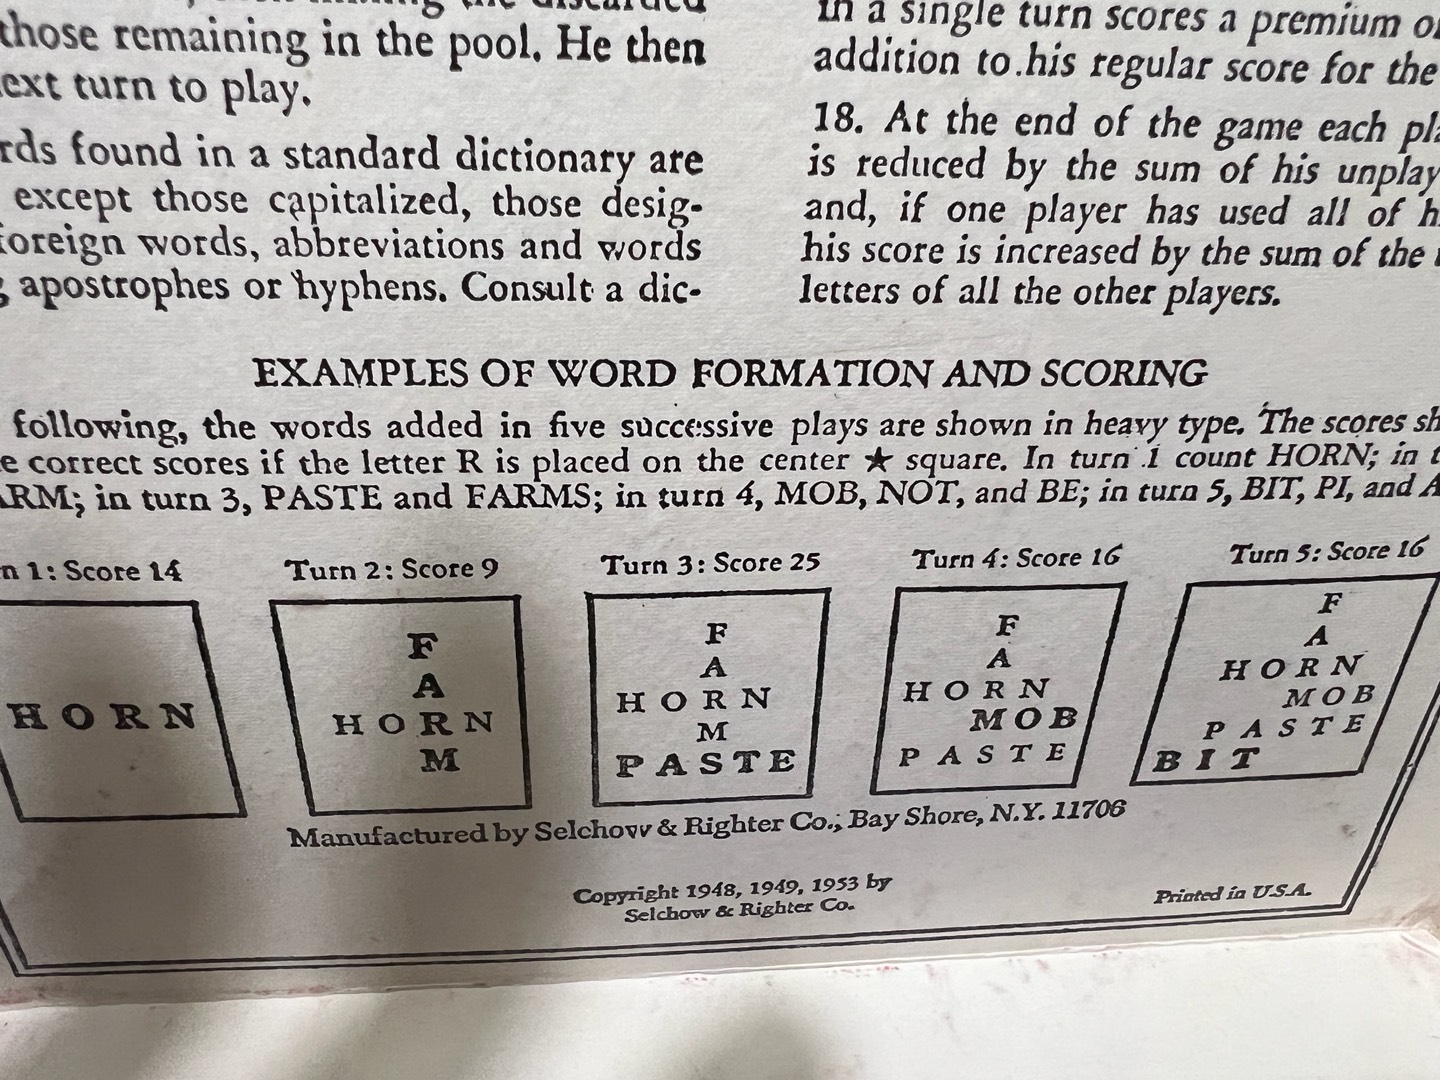 those remaining in the pool. He then
ext turn to play.
rds found in a standard dictionary are
except those capitalized, those desig-
foreign words, abbreviations and words
g apostrophes or hyphens. Consult a dic-
in a single turn scores a premium of
addition to his regular score for the
18. At the end of the game each pla
is reduced by the sum of his unplay
and, if one player has used all of h
his score is increased by the sum of the
letters of all the other players.
EXAMPLES OF WORD FORMATION AND SCORING
following, the words added in five successive plays are shown in heavy type. The scores sh
e correct scores if the letter R is placed on the center ★ square. In turn 1 count HORN; in t
ARM; in turn 3, PASTE and FARMS; in turn 4, MOB, NOT, and BE; in turn 5, BIT, PI, and A
n 1: Score 14
HORN
Turn 2: Score 9
F
A
HORN
M
Turn 3: Score 25
F
A
HORN
M
PASTE
Turn 4: Score 16
F
A
HORN
MOB
PASTE
Turn 5: Score 16
F
A
HORN
MOB
PASTE
BIT
Manufactured by Selchow & Righter Co., Bay Shore, N.Y. 11706
Copyright 1948, 1949, 1953 by
Selchow & Righter Co.
Printed in U.S.A.